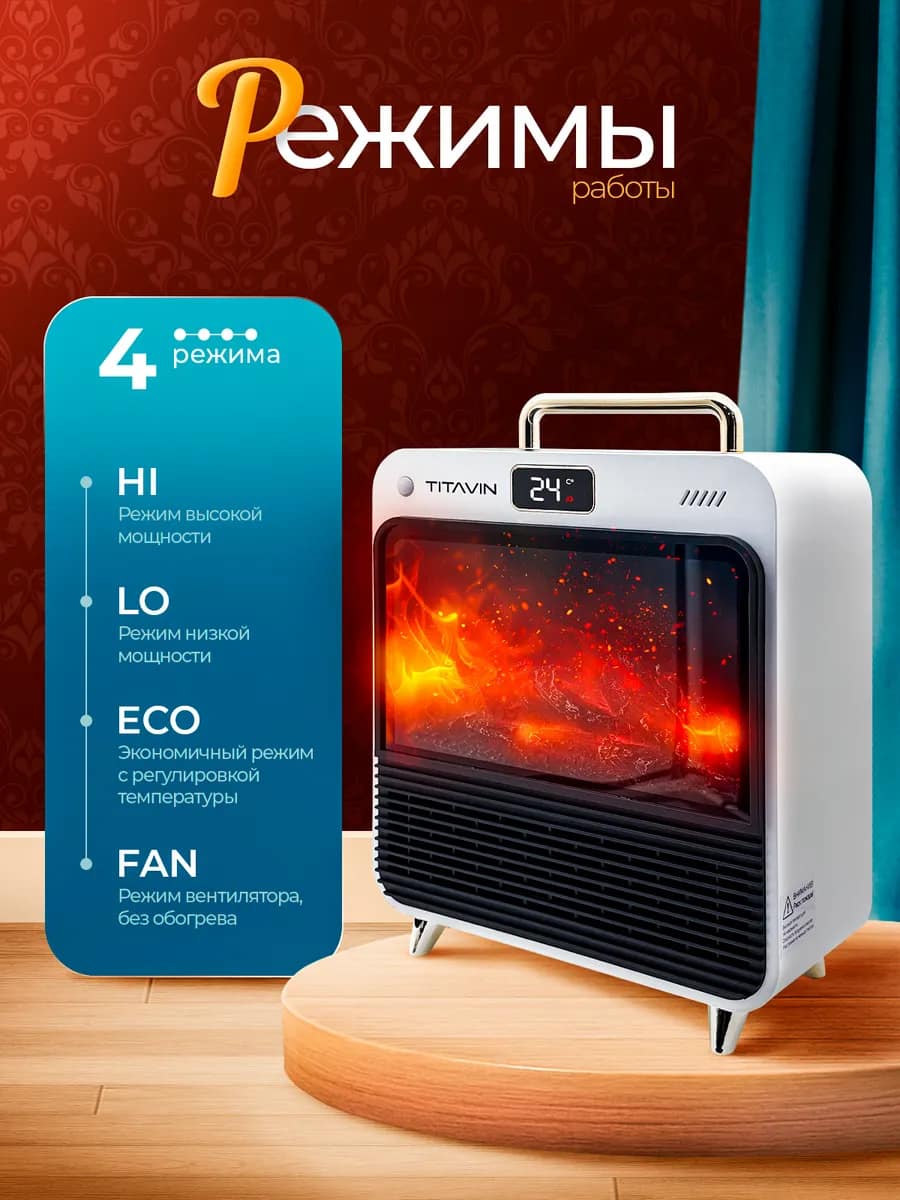 Режимы
работы
4 режима
HI
Режим высокой
мощности
LO
Режим низкой
мощности
ECO
Экономичный режим
с регулировкой
температуры
FAN
Режим вентилятора,
без обогрева
TITAVIN
24